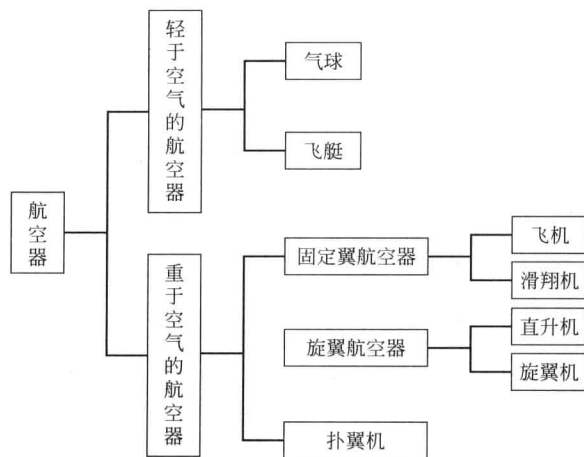 航空器
轻于空气的航空器
气球
飞艇
重于空气的航空器
固定翼航空器
飞机
滑翔机
旋翼航空器
直升机
旋翼机
扑翼机